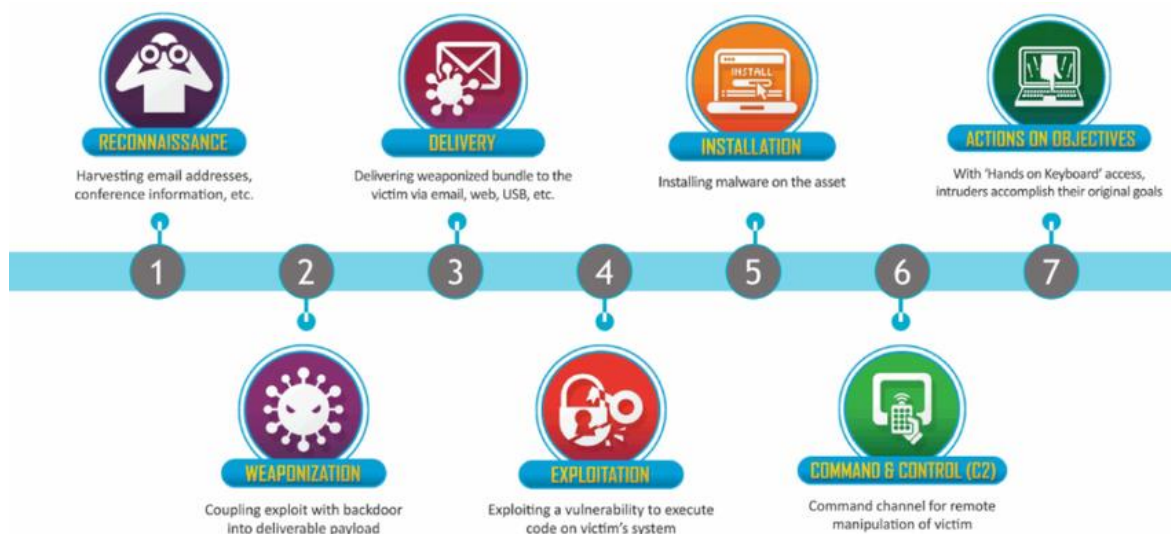 RECONNAISSANCE
Harvesting email addresses,
conference information, etc.
1
WEAPONIZATION
Coupling exploit with backdoor
into deliverable payload
2
DELIVERY
Delivering weaponized bundle to the
victim via email, web, USB, etc.
3
EXPLOITATION
Exploiting a vulnerability to execute
code on victim's system
4
INSTALL
INSTALLATION
Installing malware on the asset
5
COMMAND & CONTROL (C2)
Command channel for remote
manipulation of victim
6
ACTIONS ON OBJECTIVES
With 'Hands on Keyboard' access,
intruders accomplish their original goals
7